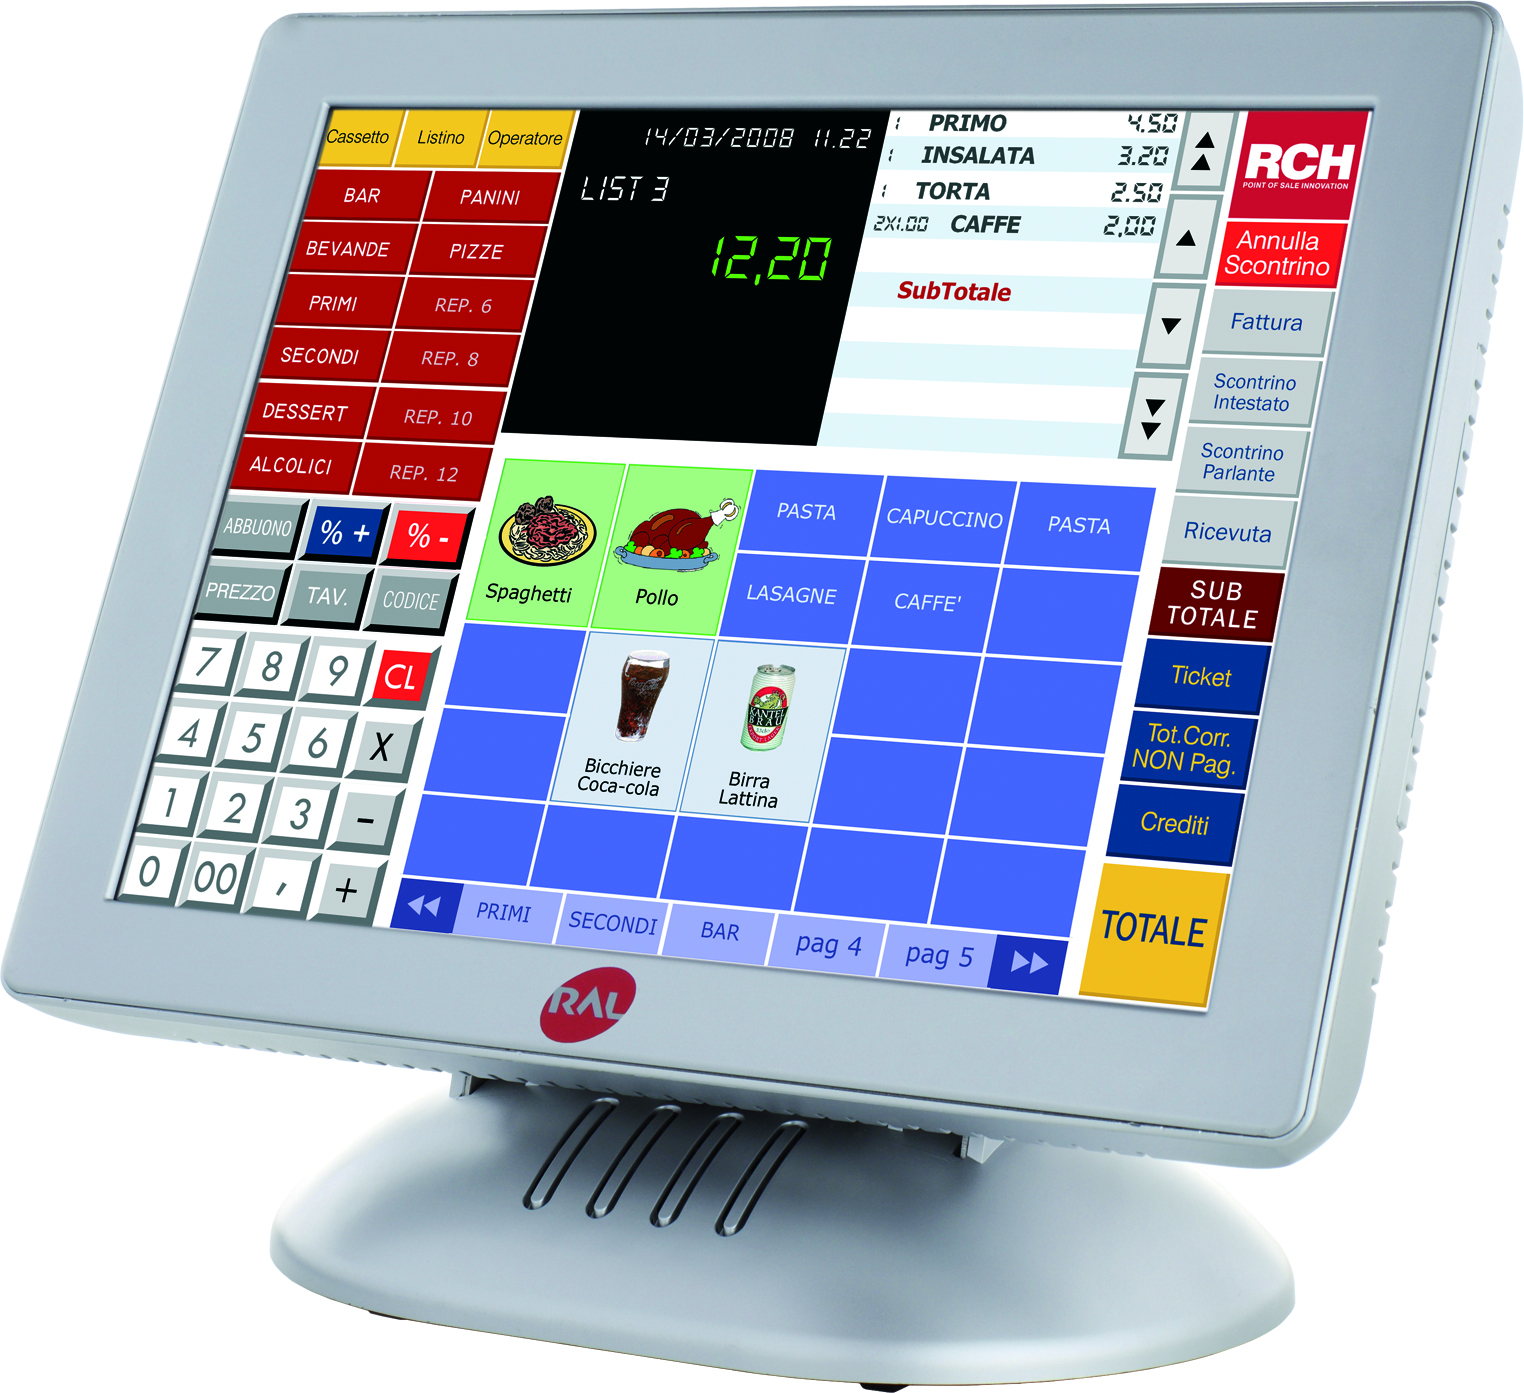 Cassetto Listino Operatore
14/03/2008 11.22
LIST 3
12,20
1 PRIMO 4.50
1 INSALATA 3.20
1 TORTA 2.50
2X1.00 CAFFE 2,00
SubTotale
RCH
POINT OF SALE INNOVATION
BAR PANINI
BEVANDE PIZZE
PRIMI REP. 6
SECONDI REP. 8
DESSERT REP. 10
ALCOLICI REP. 12
ABBUONO % + % -
PREZZO TAV. CODICE
7 8 9 CL
4 5 6 X
1 2 3 -
0 00 , +
Spaghetti
Pollo
PASTA CAPUCCINO PASTA
LASAGNE CAFFE'
Bicchiere
Coca-cola
KANTEL
BRÄU
Birra
Lattina
PRIMI SECONDI BAR pag 4 pag 5
Annulla
Scontrino
Fattura
Scontrino
Intestato
Scontrino
Parlante
Ricevuta
SUB
TOTALE
Ticket
Tot.Corr.
NON Pag.
Crediti
TOTALE
RAL